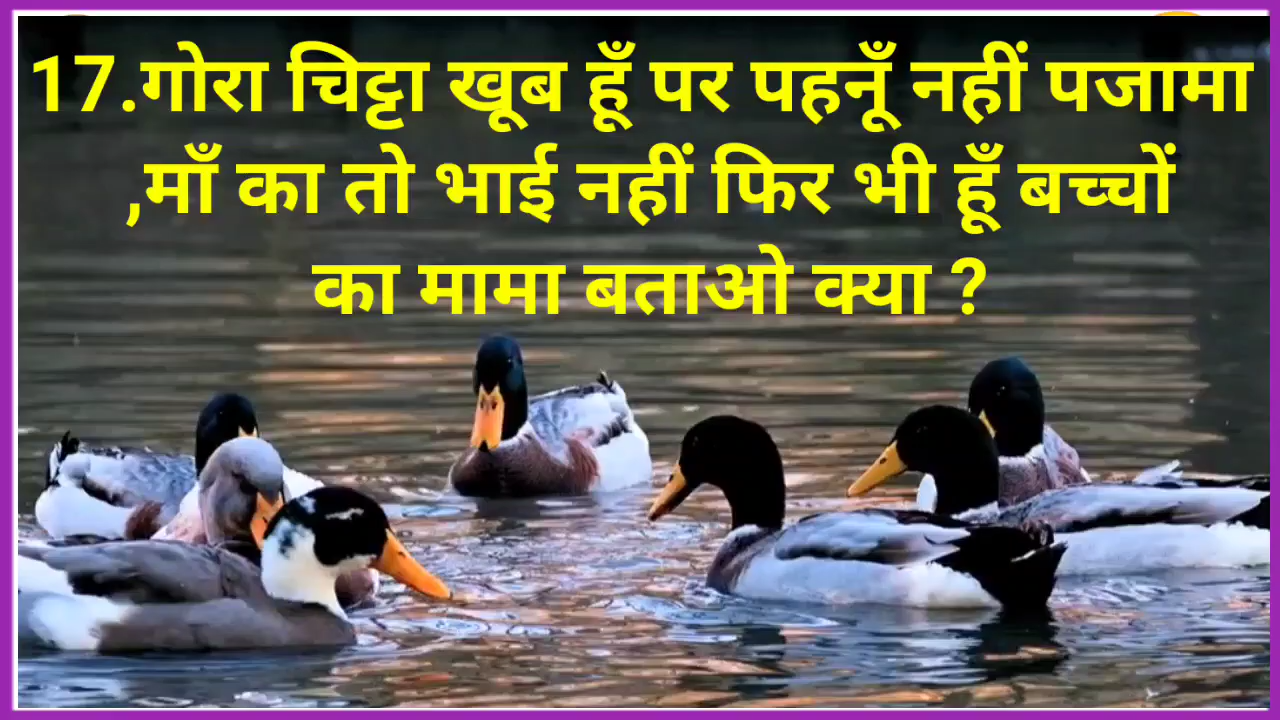 17.गोरा चिट्टा खूब हूँ पर पहनूँ नहीं पजामा
,माँ का तो भाई नहीं फिर भी हूँ बच्चों
का मामा बताओ क्या ?